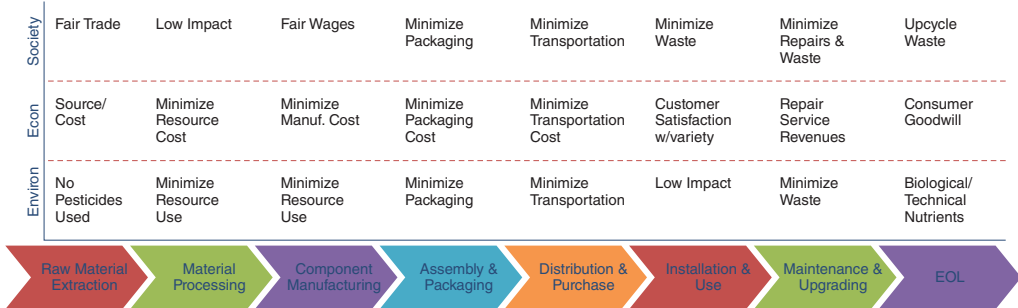 Society
Fair Trade
Low Impact
Fair Wages
Minimize
Packaging
Minimize
Transportation
Minimize
Waste
Minimize
Repairs &
Waste
Upcycle
Waste
Econ
Source/
Cost
Minimize
Resource
Cost
Minimize
Manuf. Cost
Minimize
Packaging
Cost
Minimize
Transportation
Cost
Customer
Satisfaction
w/variety
Repair
Service
Revenues
Consumer
Goodwill
Environ
No
Pesticides
Used
Minimize
Resource
Use
Minimize
Resource
Use
Minimize
Packaging
Minimize
Transportation
Low Impact
Minimize
Waste
Biological/
Technical
Nutrients
Raw Material
Extraction
Material
Processing
Component
Manufacturing
Assembly &
Packaging
Distribution &
Purchase
Installation &
Use
Maintenance &
Upgrading
EOL